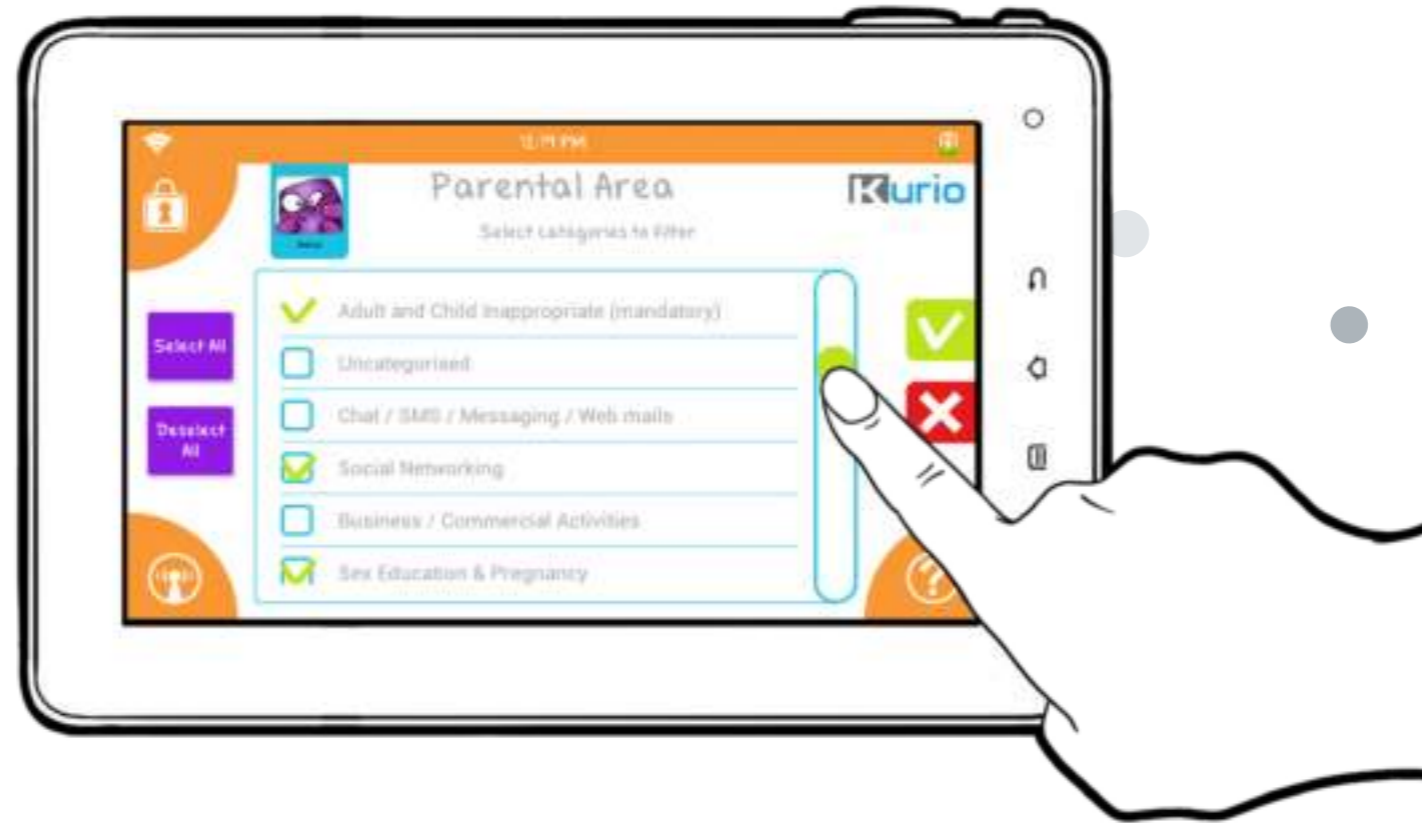 12:19 PM
Parental Area
Kurio
Select categories to filter
Select All
Deselect
All
Adult and Child Inappropriate (mandatory)
Uncategorised
Chat / SMS / Messaging / Web mails
Social Networking
Business / Commercial Activities
Sex Education & Pregnancy
?